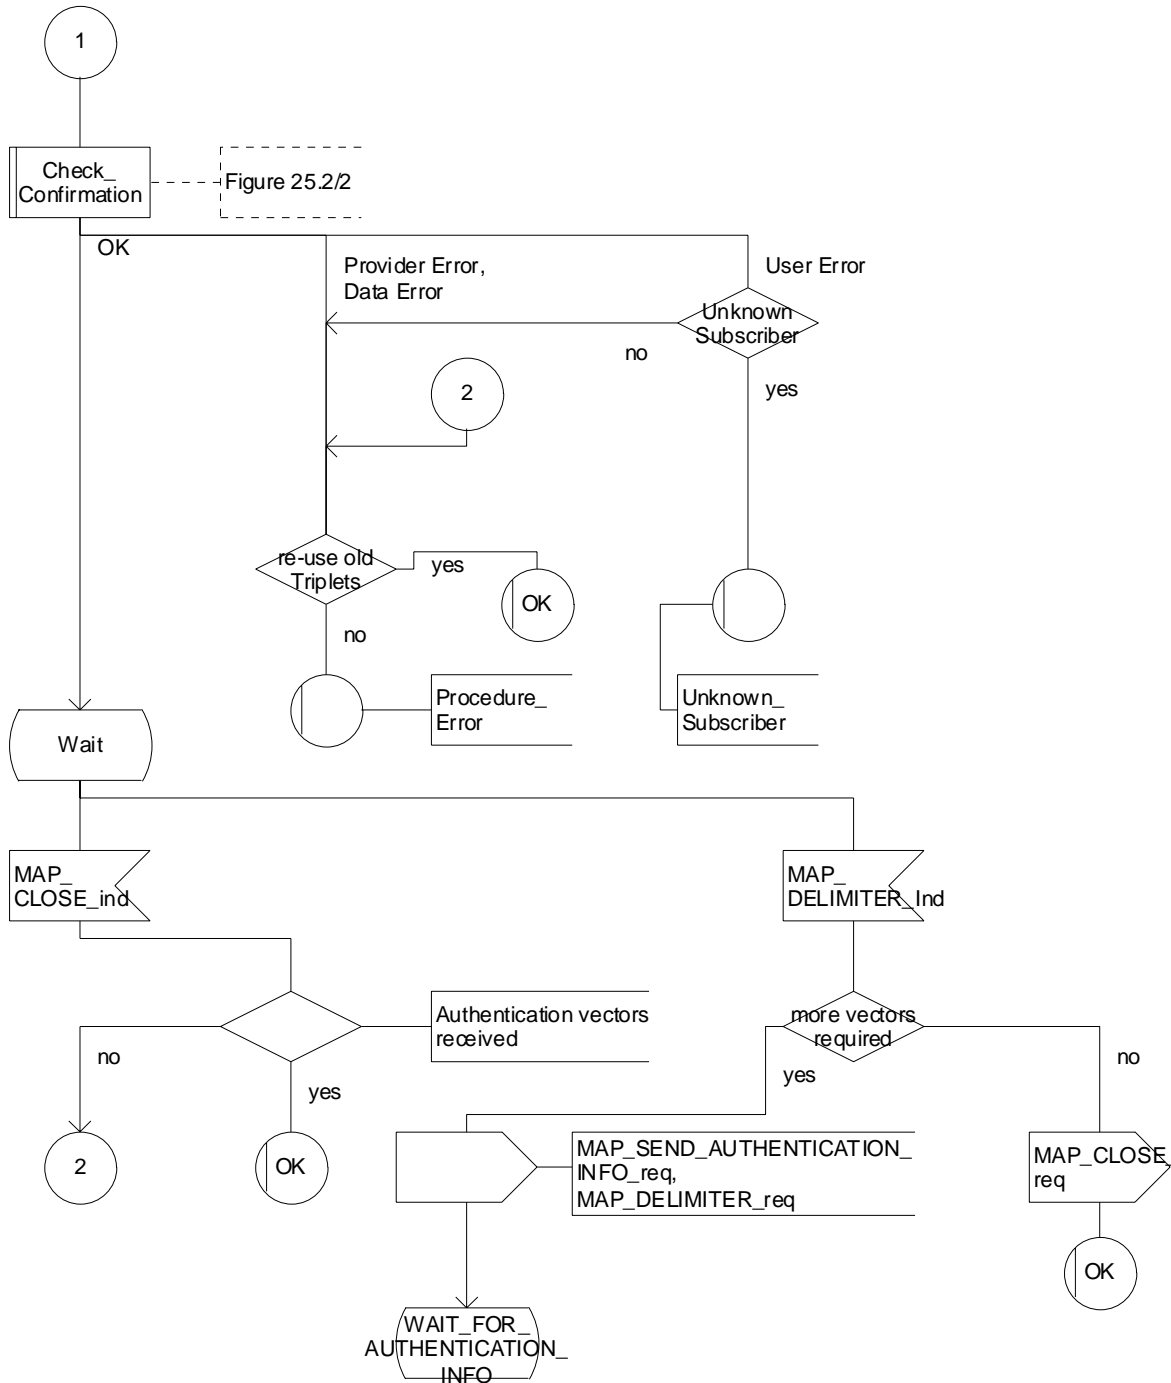 1
Check_
Confirmation
Figure 25.2/2
OK
Provider Error,
Data Error
User Error
Unknown
Subscriber
no
yes
2
re-use old
Triplets
yes
OK
no
Procedure_
Error
Unknown_
Subscriber
Wait
MAP_
CLOSE_ind
MAP_
DELIMITER_Ind
Authentication vectors
received
more vectors
required
no
yes
yes
no
2
OK
MAP_SEND_AUTHENTICATION_
INFO_req,
MAP_DELIMITER_req
MAP_CLOSE_
req
OK
WAIT_FOR_
AUTHENTICATION_
INFO